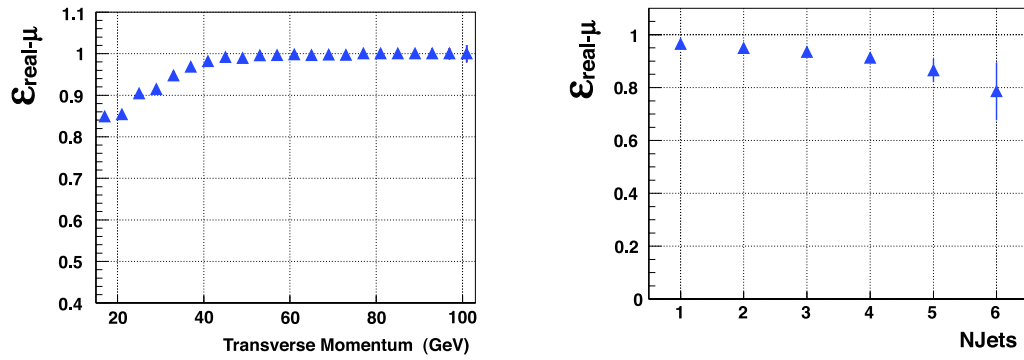 εreal-μ
1.1
1
0.9
0.8
0.7
0.6
0.5
0.4
20 40 60 80 100
Transverse Momentum (GeV)
εreal-μ
1
0.8
0.6
0.4
0.2
0
1 2 3 4 5 6
NJets